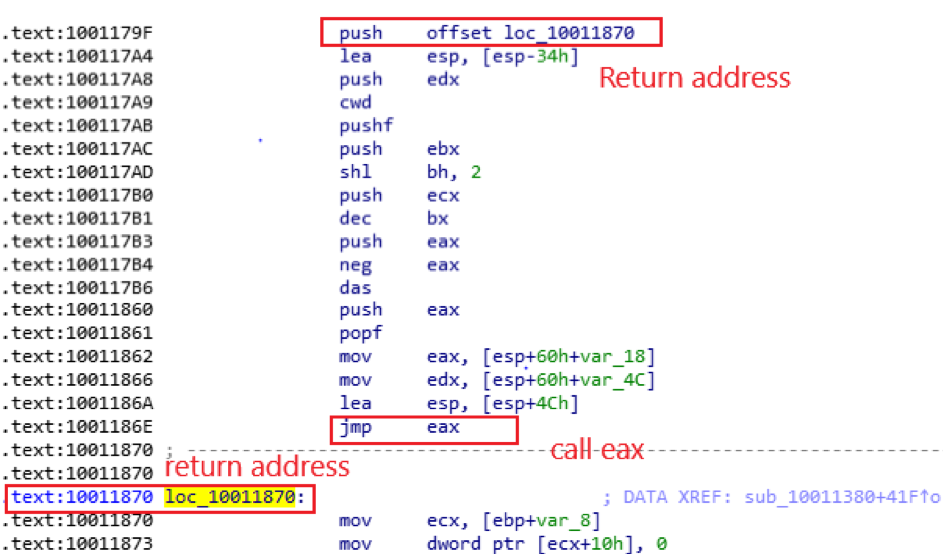 .text:1001179F push offset loc_10011870
.text:100117A4 lea esp, [esp-34h]
Return address
.text:100117A8 push edx
.text:100117A9 cwd
.text:100117AB pushf
.text:100117AC push ebx
.text:100117AD shl bh, 2
.text:100117B0 push ecx
.text:100117B1 dec bx
.text:100117B3 push eax
.text:100117B4 neg eax
.text:100117B6 das
.text:10011860 push eax
.text:10011861 popf
.text:10011862 mov eax, [esp+60h+var_18]
.text:10011866 mov edx, [esp+60h+var_4C]
.text:1001186A lea esp, [esp+4Ch]
.text:1001186E jmp eax
.text:10011870 ; ---------------------------------------------------------------------------
call eax
return address
.text:10011870
.text:10011870 loc_10011870: ; DATA XREF: sub_10011380+41F↑o
.text:10011870 mov ecx, [ebp+var_8]
.text:10011873 mov dword ptr [ecx+10h], 0